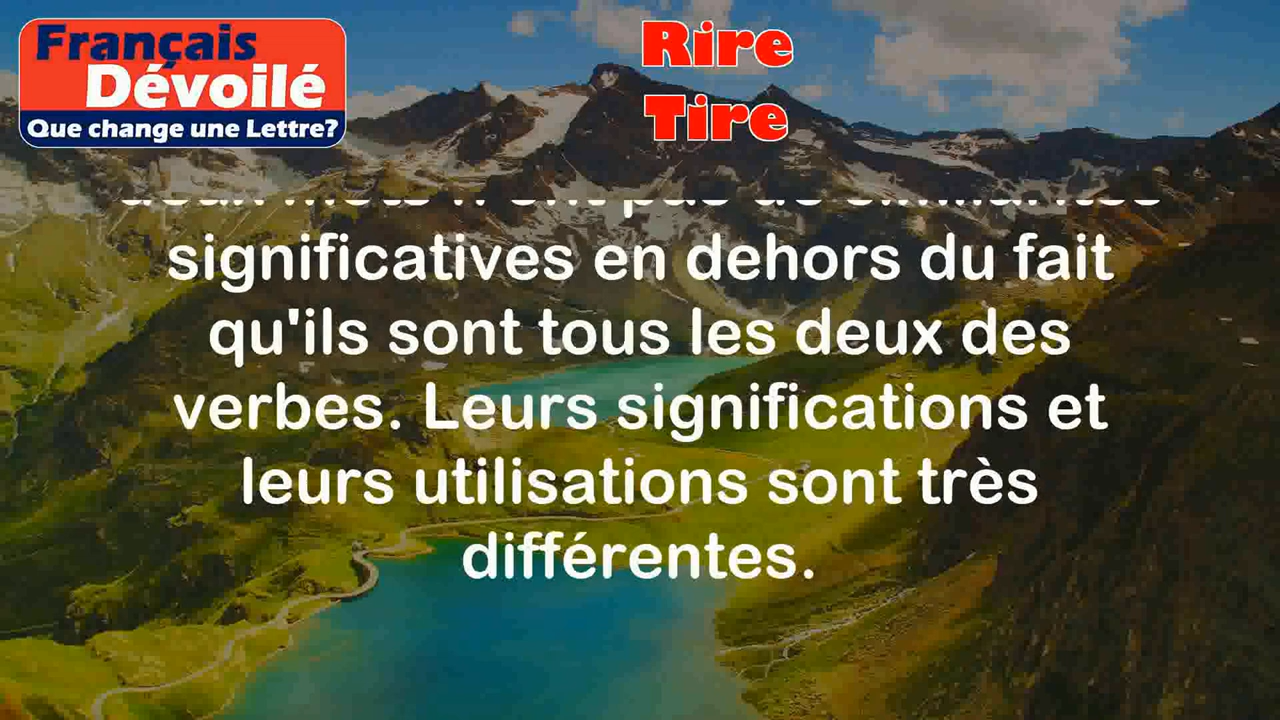 Français
Dévoilé
Que change une Lettre?
Rire
Tire
significatives en dehors du fait
qu'ils sont tous les deux des
verbes. Leurs significations et
leurs utilisations sont très
différentes.